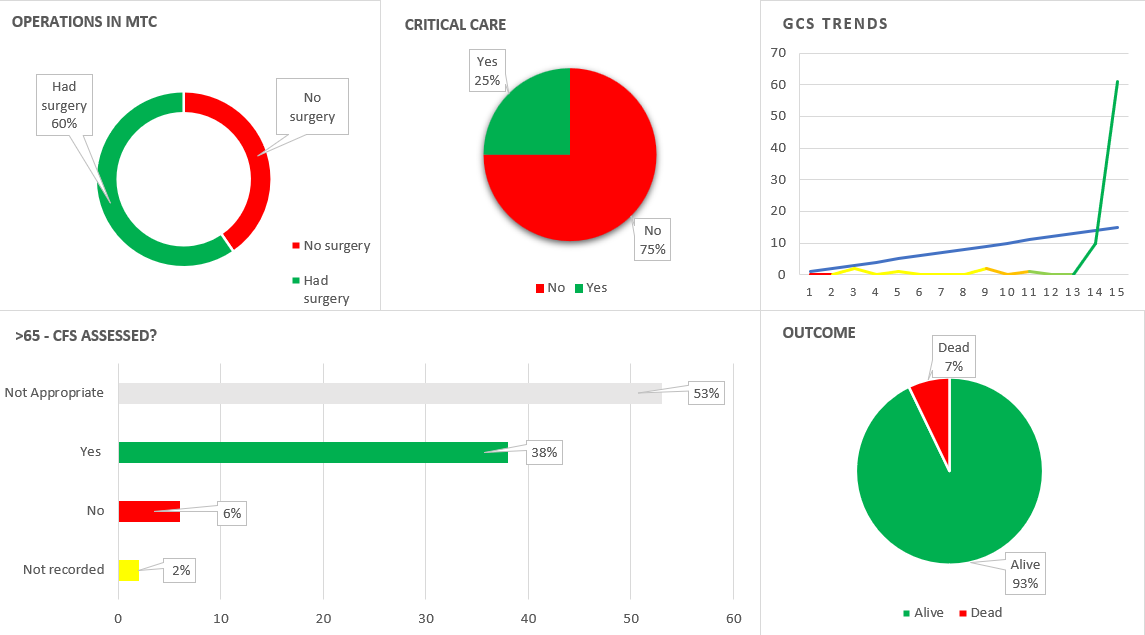 OPERATIONS IN MTC
Had
surgery
60%
No
surgery
No surgery
Had
surgery
CRITICAL CARE
Yes
25%
No
75%
No Yes
GCS TRENDS
70
60
50
40
30
20
10
0
1 2 3 4 5 6 7 8 9 10 11 12 13 14 15
>65 - CFS ASSESSED?
Not Appropriate
53%
Yes
38%
No
6%
Not recorded
2%
0 10 20 30 40 50 60
OUTCOME
Dead
7%
Alive
93%
Alive Dead